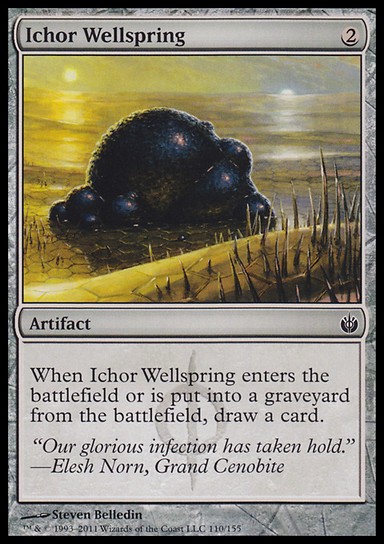 Ichor Wellspring 2
Artifact
When Ichor Wellspring enters the
battlefield or is put into a graveyard
from the battlefield, draw a card.
“Our glorious infection has taken hold.”
—Elesh Norn, Grand Cenobite
Steven Belledin
™ & © 1993–2011 Wizards of the Coast LLC 110/155